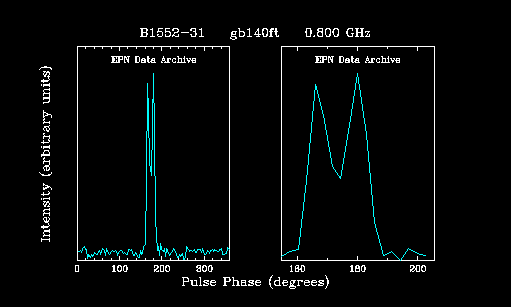 B1552-31 gb140ft 0.800 GHz
EPN Data Archive
EPN Data Archive
Intensity (arbitrary units)
0 100 200 300
160 180 200
Pulse Phase (degrees)